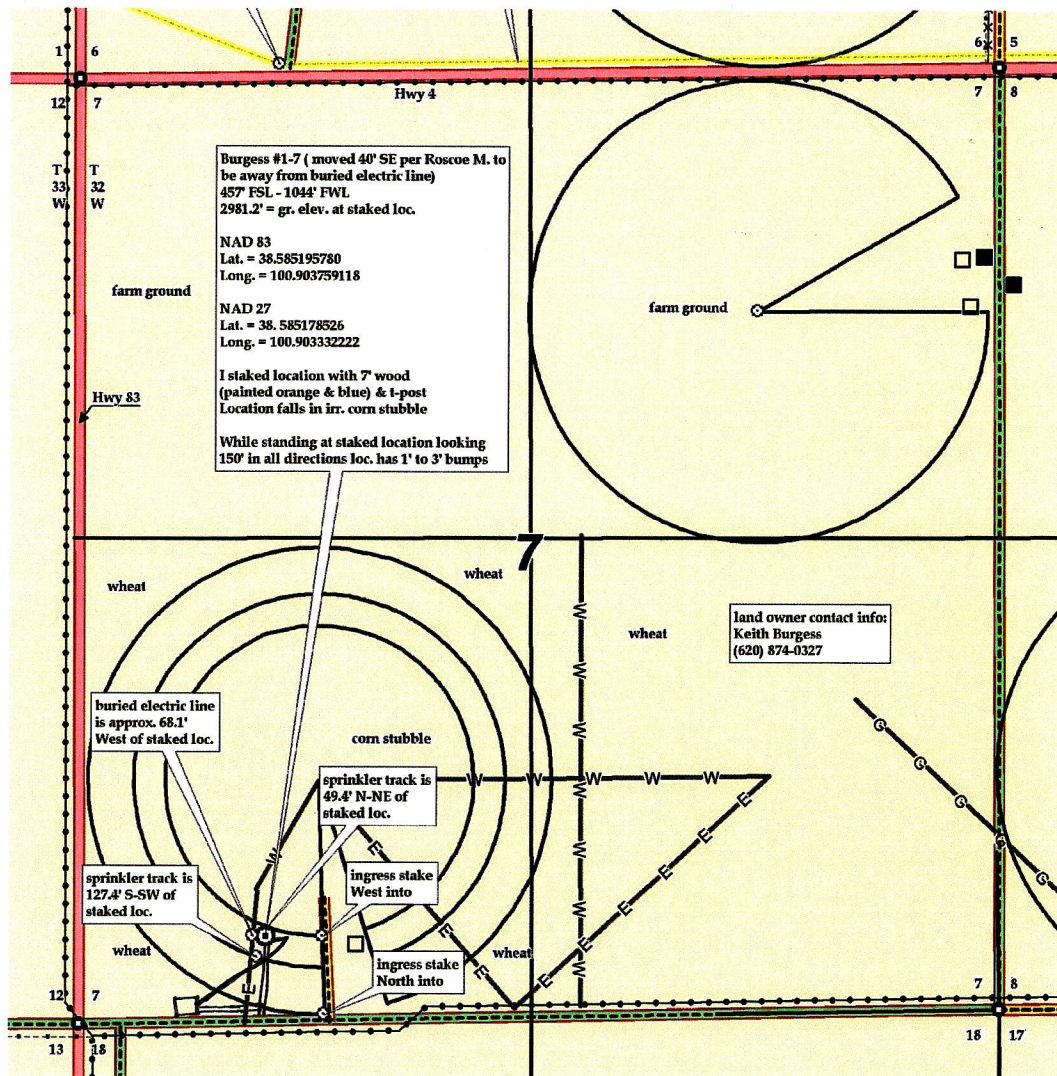 1 6
6 5
12 7
7 8
Hwy 4
T T
33 32
W W
Burgess #1-7 ( moved 40' SE per Roscoe M. to
be away from buried electric line)
457' FSL - 1044' FWL
2981.2' = gr. elev. at staked loc.
NAD 83
Lat. = 38.585195780
Long. = 100.903759118
NAD 27
Lat. = 38. 585178526
Long. = 100.903332222
I staked location with 7' wood
(painted orange & blue) & t-post
Location falls in irr. corn stubble
While standing at staked location looking
150' in all directions loc. has 1' to 3' bumps
farm ground
farm ground
Hwy 83
7
wheat
wheat
wheat
land owner contact info:
Keith Burgess
(620) 874-0327
buried electric line
is approx. 68.1'
West of staked loc.
corn stubble
sprinkler track is
49.4' N-NE of
staked loc.
sprinkler track is
127.4' S-SW of
staked loc.
ingress stake
West into
wheat
wheat
ingress stake
North into
12 7
7 8
13 18
18 17
W W W W W
W
W
W
W
W
W
W
W
E
E
E
E
E
E
E
E
E
G
G
G
G
G